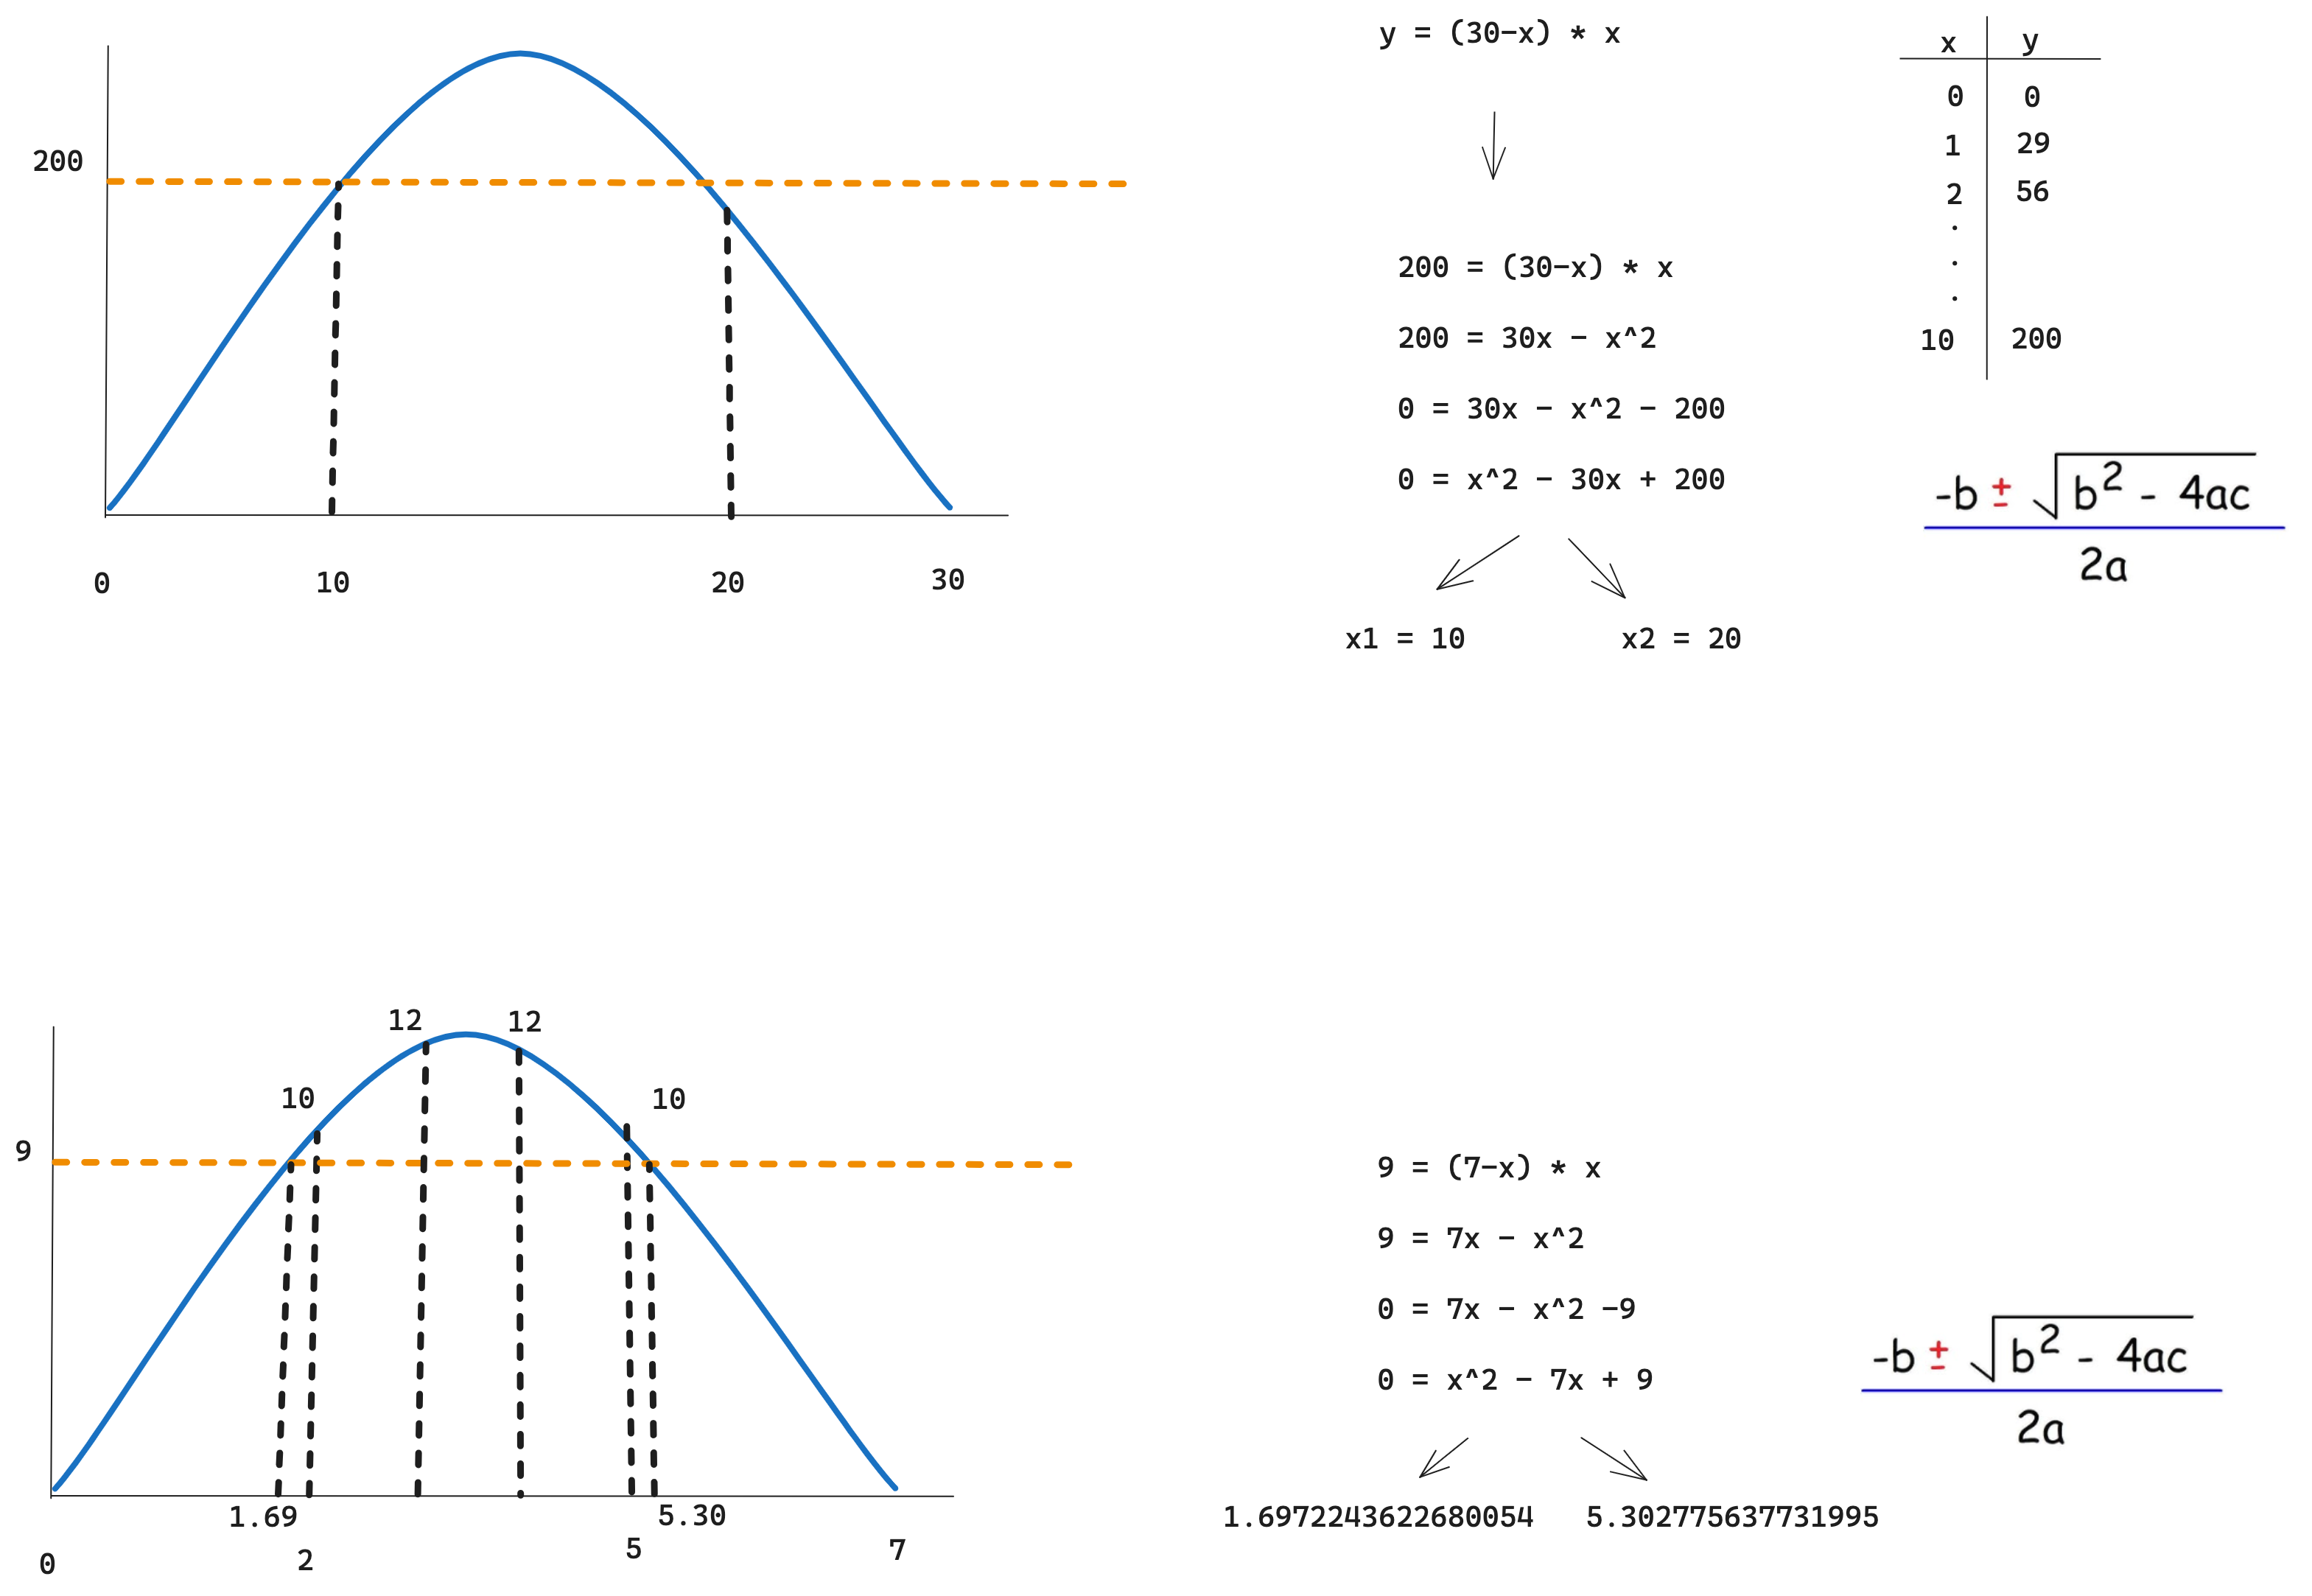 200
0 10 20 30
y = (30-x) * x
200 = (30-x) * x
200 = 30x - x^2
0 = 30x - x^2 - 200
0 = x^2 - 30x + 200
x1 = 10 x2 = 20
x y
0 0
1 29
2 56
.
.
.
10 200
-b ± √b² - 4ac
2a
12 12
10 10
9
1.69 5.30
0 2 5 7
9 = (7-x) * x
9 = 7x - x^2
0 = 7x - x^2 -9
0 = x^2 - 7x + 9
1.6972243622680054 5.302775637731995
-b ± √b² - 4ac
2a